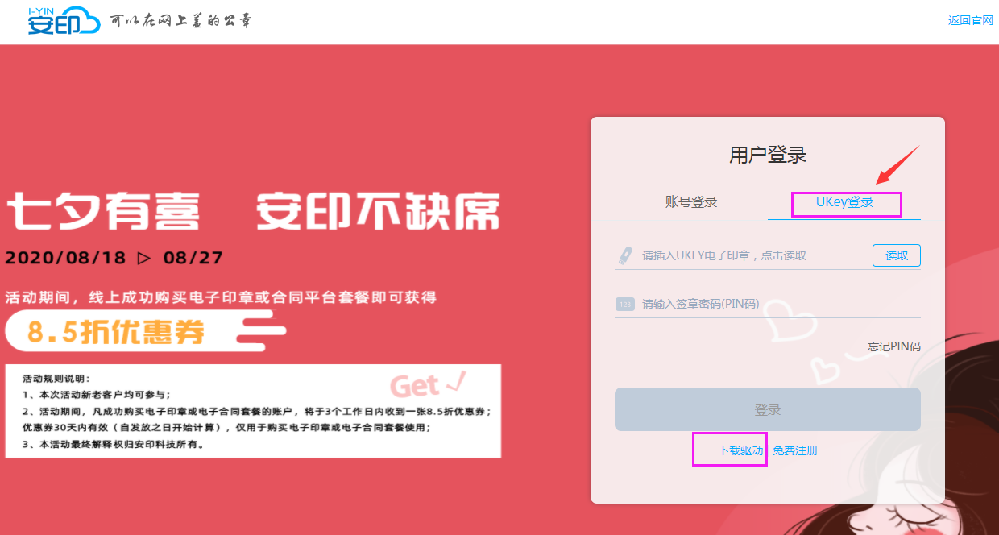 I-YIN
安印
可以在网上盖的公章
返回官网
七夕有喜 安印不缺席
2020/08/18 ▷ 08/27
活动期间，线上成功购买电子印章或合同平台套餐即可获得
8.5折优惠券
Get
活动规则说明：
1、本次活动新老客户均可参与；
2、活动期间，凡成功购买电子印章或电子合同套餐的账户，将于3个工作日内收到一张8.5折优惠券；
优惠券30天内有效（自发放之日开始计算），仅用于购买电子印章或电子合同套餐使用；
3、本活动最终解释权归安印科技所有。
用户登录
账号登录 UKey登录
请插入UKEY电子印章，点击读取 读取
123 请输入签章密码(PIN码)
忘记PIN码
登录
下载驱动 免费注册